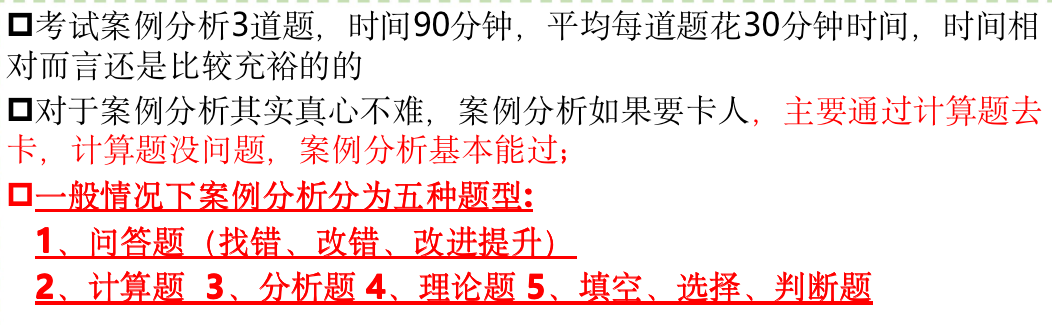 考试案例分析3道题，时间90分钟，平均每道题花30分钟时间，时间相
对而言还是比较充裕的的
对于案例分析其实真心不难，案例分析如果要卡人，主要通过计算题去
卡，计算题没问题，案例分析基本能过；
一般情况下案例分析分为五种题型:
1、问答题（找错、改错、改进提升）
2、计算题 3、分析题 4、理论题 5、填空、选择、判断题